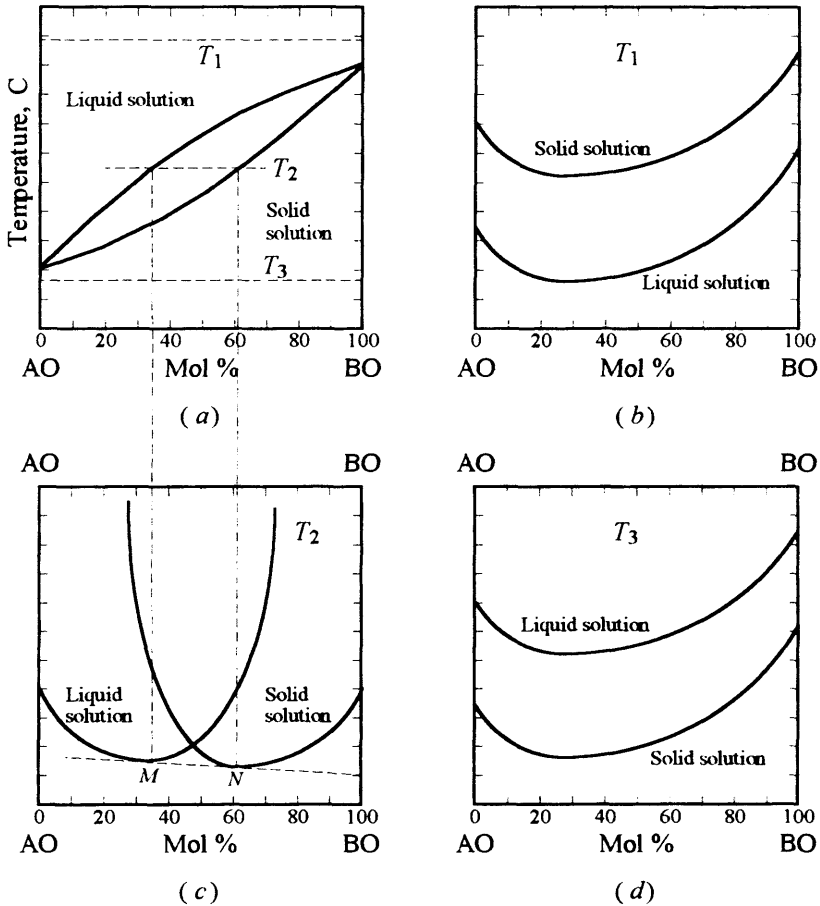 T1
Liquid solution
Temperature, C
T2
Solid
solution
T3
0 20 40 60 80 100
AO Mol % BO
(a)
T1
Solid solution
Liquid solution
0 20 40 60 80 100
AO Mol % BO
(b)
AO BO
T2
Liquid
solution
Solid
solution
M N
0 20 40 60 80 100
AO Mol % BO
(c)
AO BO
T3
Liquid solution
Solid solution
0 20 40 60 80 100
AO Mol % BO
(d)